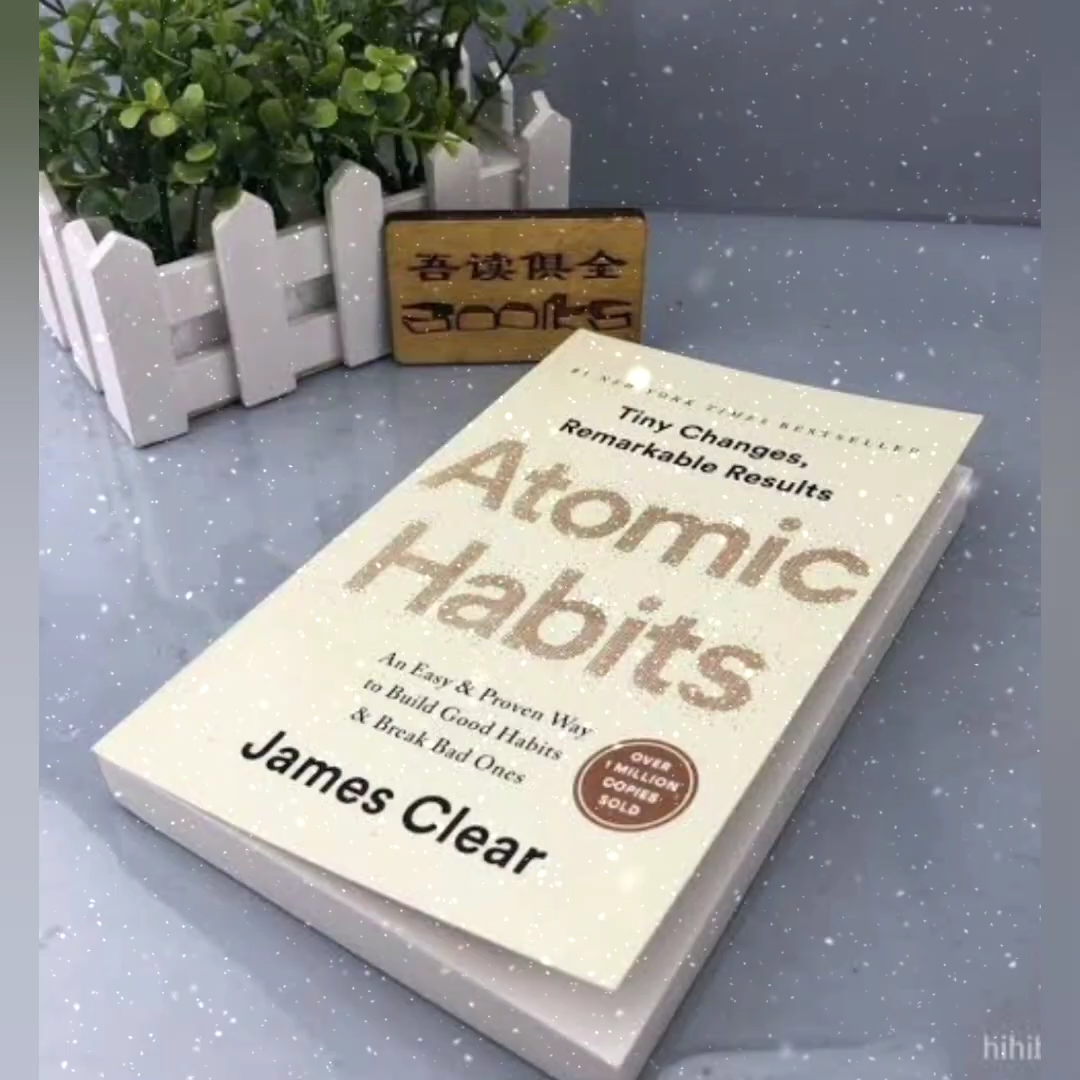 吾读俱全
Books
#1 NEW YORK TIMES BESTSELLER
Tiny Changes,
Remarkable Results
Atomic
Habits
An Easy & Proven Way
to Build Good Habits
& Break Bad Ones
James Clear
OVER
1 MILLION
COPIES
SOLD
hihi